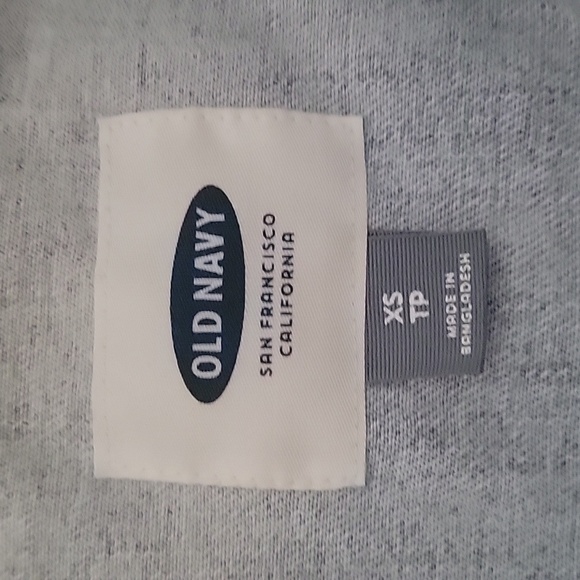 OLD NAVY
SAN FRANCISCO
CALIFORNIA
XS
TP
MADE IN
BANGLADESH